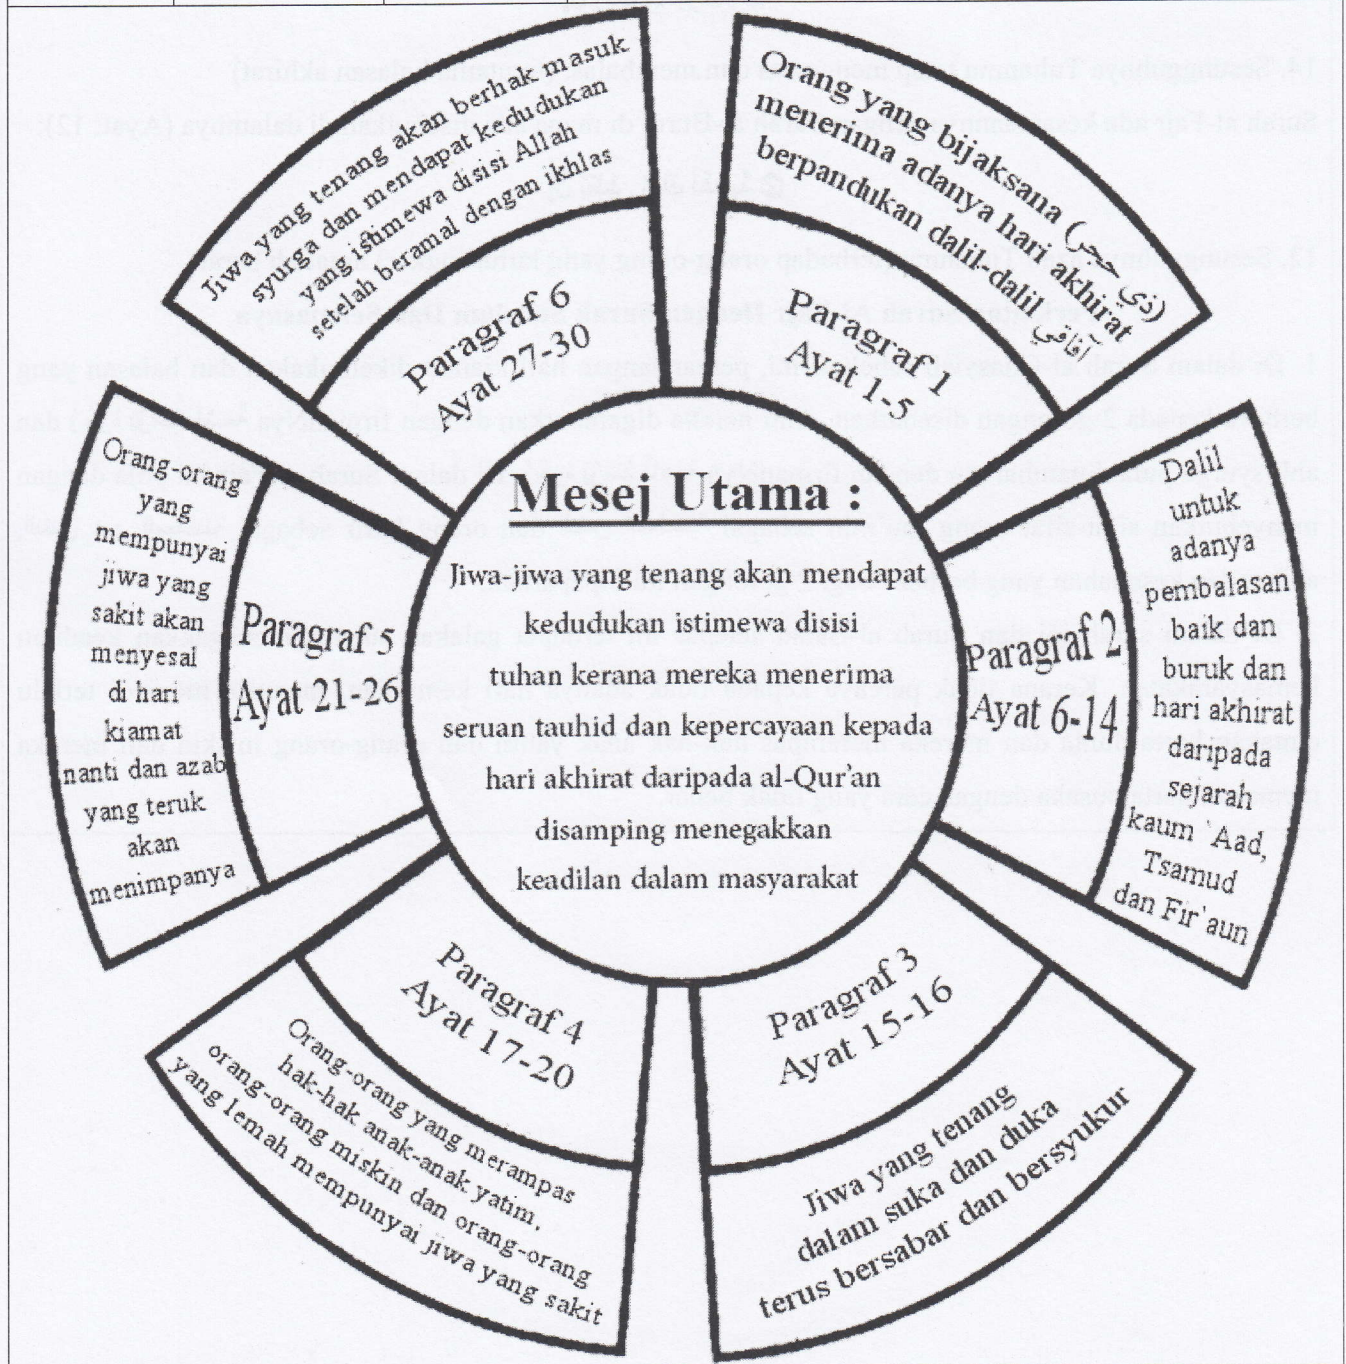 Mesej Utama :
Jiwa-jiwa yang tenang akan mendapat
kedudukan istimewa disisi
tuhan kerana mereka menerima
seruan tauhid dan kepercayaan kepada
hari akhirat daripada al-Qur’an
disamping menegakkan
keadilan dalam masyarakat
Paragraf 1
Ayat 1-5
Orang yang bijaksana (ذي حجر)
menerima adanya hari akhirat
berpandukan dalil-dalil آفاقي
Paragraf 2
Ayat 6-14
Dalil
untuk
adanya
pembalasan
baik dan
buruk dan
hari akhirat
daripada
sejarah
kaum `Aad,
Tsamud
dan Fir`aun
Paragraf 3
Ayat 15-16
Jiwa yang tenang
dalam suka dan duka
terus bersabar dan bersyukur
Paragraf 4
Ayat 17-20
Orang-orang yang merampas
hak-hak anak-anak yatim,
orang-orang miskin dan orang-orang
yang lemah mempunyai jiwa yang sakit
Paragraf 5
Ayat 21-26
Orang-orang
yang
mempunyai
jiwa yang
sakit akan
menyesal
di hari
kiamat
nanti dan azab
yang teruk
akan
menimpanya
Paragraf 6
Ayat 27-30
Jiwa yang tenang akan berhak masuk
syurga dan mendapat kedudukan
yang istimewa disisi Allah
setelah beramal dengan ikhlas